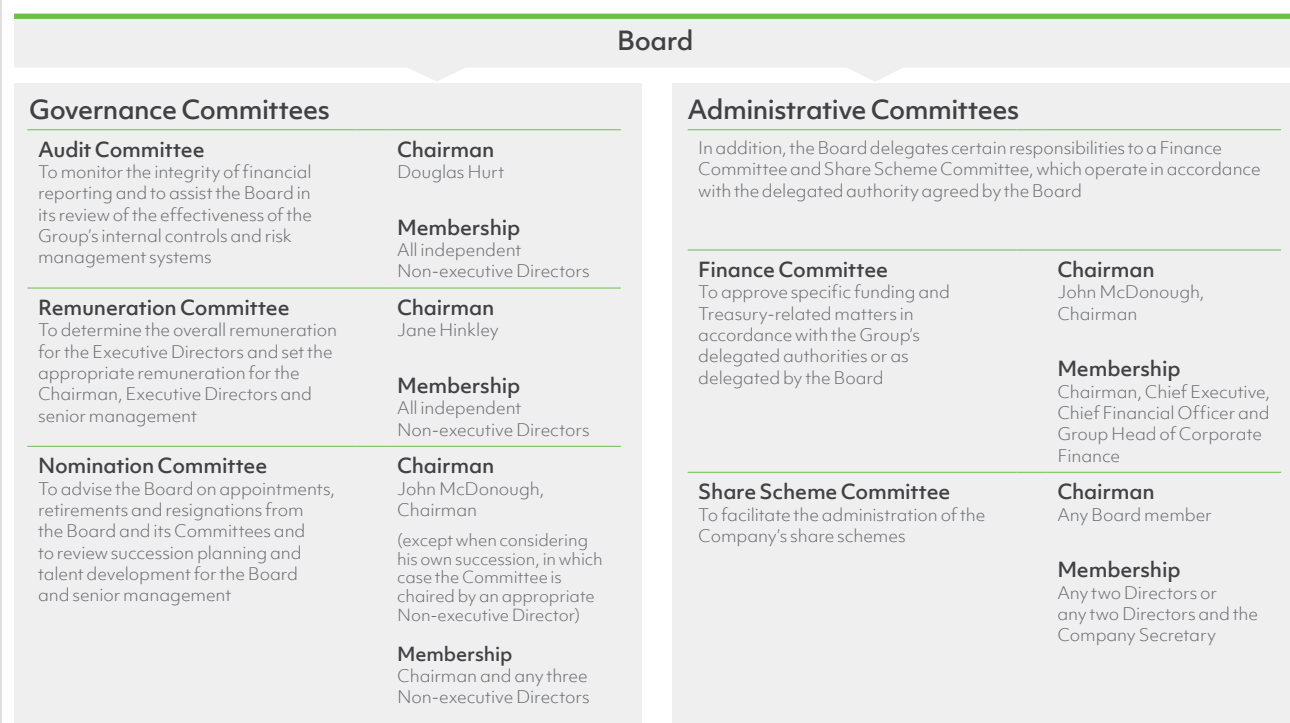 Board
Governance Committees
Audit Committee
To monitor the integrity of financial
reporting and to assist the Board in
its review of the effectiveness of the
Group's internal controls and risk
management systems
Chairman
Douglas Hurt
Membership
All independent
Non-executive Directors
Remuneration Committee
To determine the overall remuneration
for the Executive Directors and set the
appropriate remuneration for the
Chairman, Executive Directors and
senior management
Chairman
Jane Hinkley
Membership
All independent
Non-executive Directors
Nomination Committee
To advise the Board on appointments,
retirements and resignations from
the Board and its Committees and
to review succession planning and
talent development for the Board
and senior management
Chairman
John McDonough,
Chairman
(except when considering
his own succession, in which
case the Committee is
chaired by an appropriate
Non-executive Director)
Membership
Chairman and any three
Non-executive Directors
Administrative Committees
In addition, the Board delegates certain responsibilities to a Finance
Committee and Share Scheme Committee, which operate in accordance
with the delegated authority agreed by the Board
Finance Committee
To approve specific funding and
Treasury-related matters in
accordance with the Group's
delegated authorities or as
delegated by the Board
Chairman
John McDonough,
Chairman
Membership
Chairman, Chief Executive,
Chief Financial Officer and
Group Head of Corporate
Finance
Share Scheme Committee
To facilitate the administration of the
Company's share schemes
Chairman
Any Board member
Membership
Any two Directors or
any two Directors and the
Company Secretary